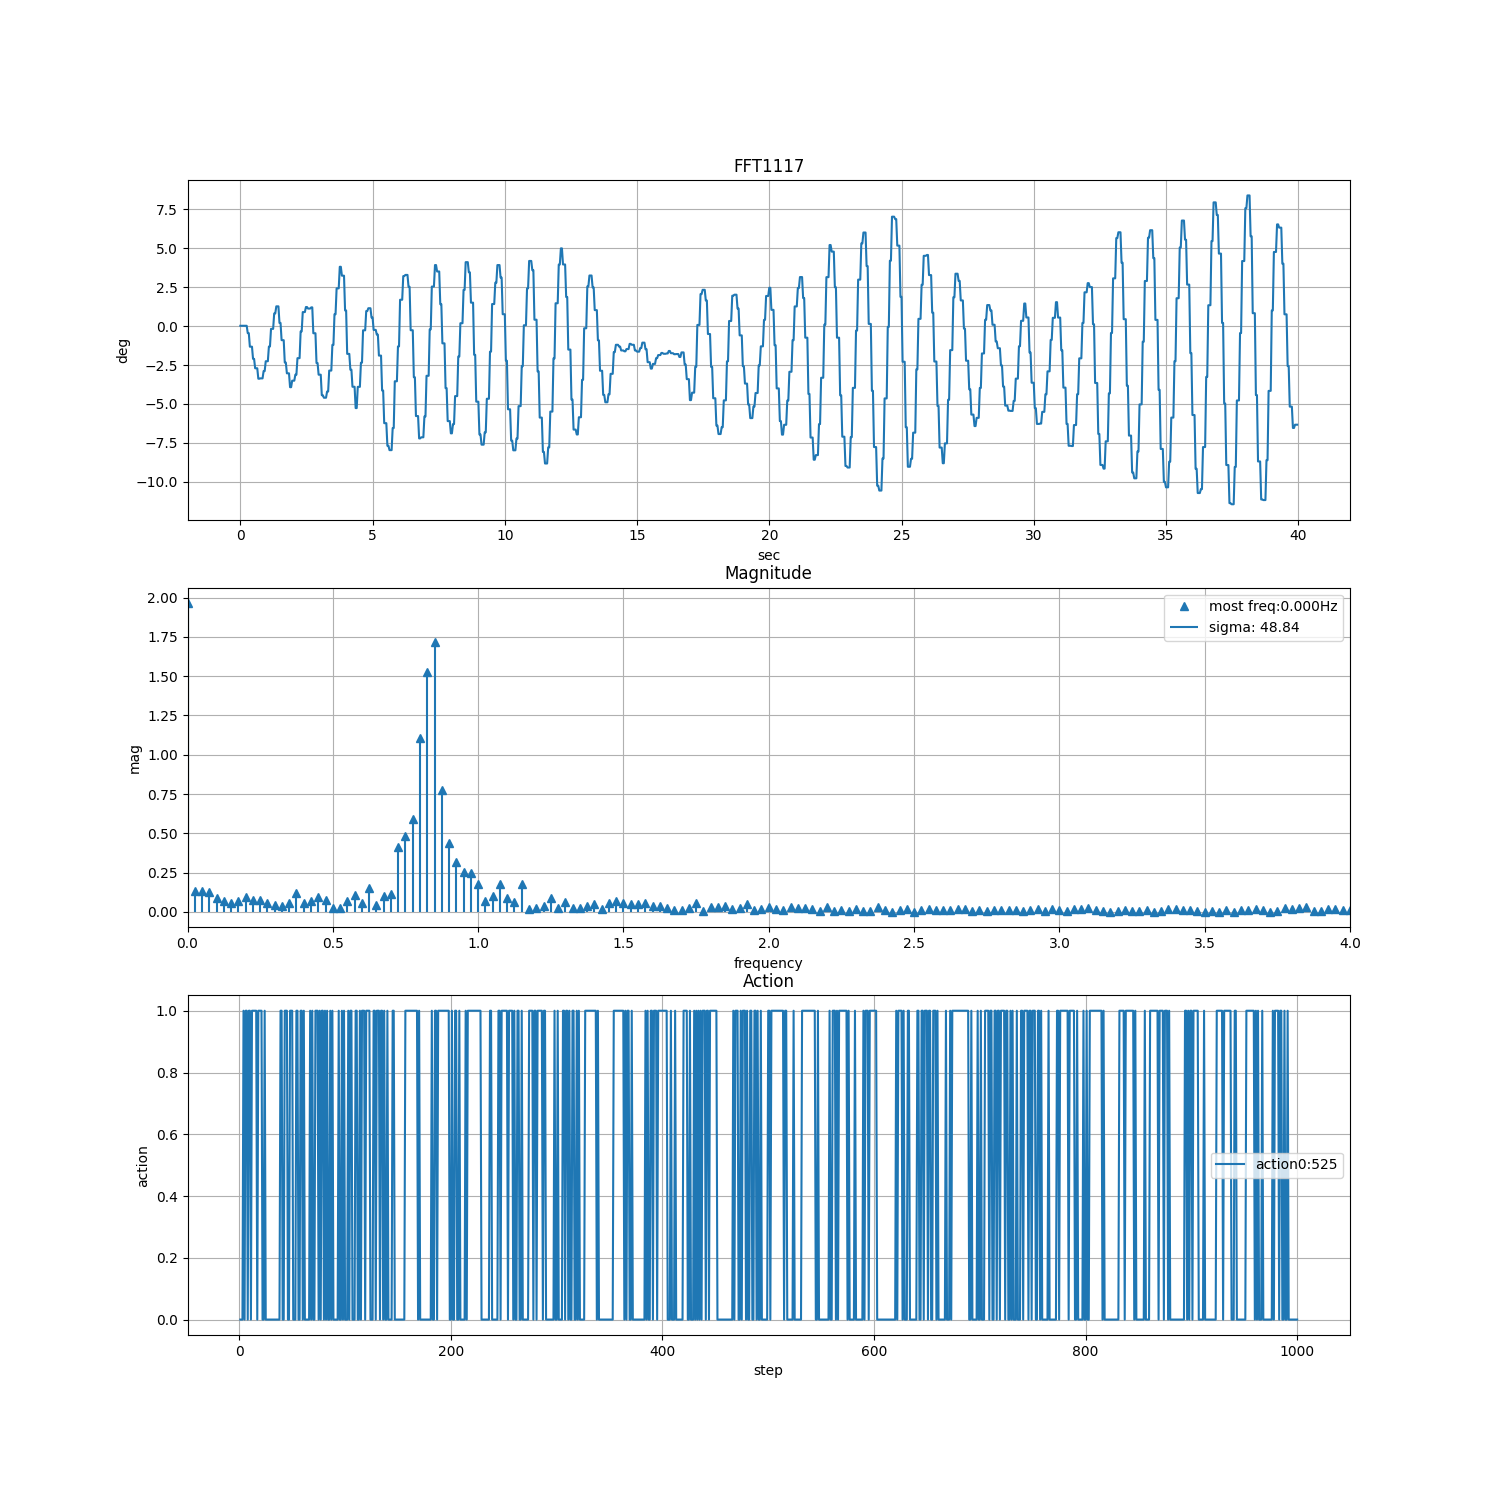 FFT1117
7.5
5.0
2.5
0.0
−2.5
−5.0
−7.5
−10.0
deg
0 5 10 15 20 25 30 35 40
sec
Magnitude
2.00
1.75
1.50
1.25
1.00
0.75
0.50
0.25
0.00
mag
most freq:0.000Hz
sigma: 48.84
0.0 0.5 1.0 1.5 2.0 2.5 3.0 3.5 4.0
frequency
Action
1.0
0.8
0.6
0.4
0.2
0.0
action
action0:525
0 200 400 600 800 1000
step